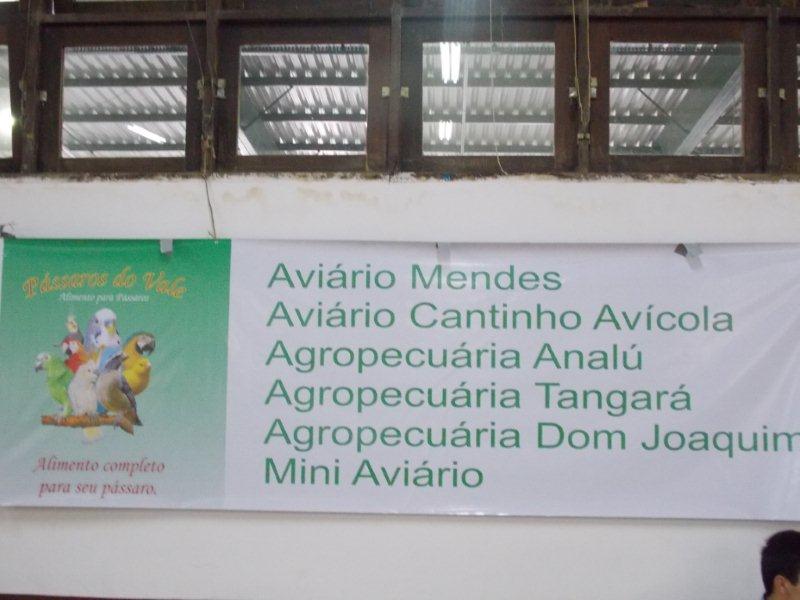 Pássaros do Vale
Alimento para Pássaros
Alimento completo
para seu pássaro.
Aviário Mendes
Aviário Cantinho Avícola
Agropecuária Analú
Agropecuária Tangará
Agropecuária Dom Joaquim
Mini Aviário